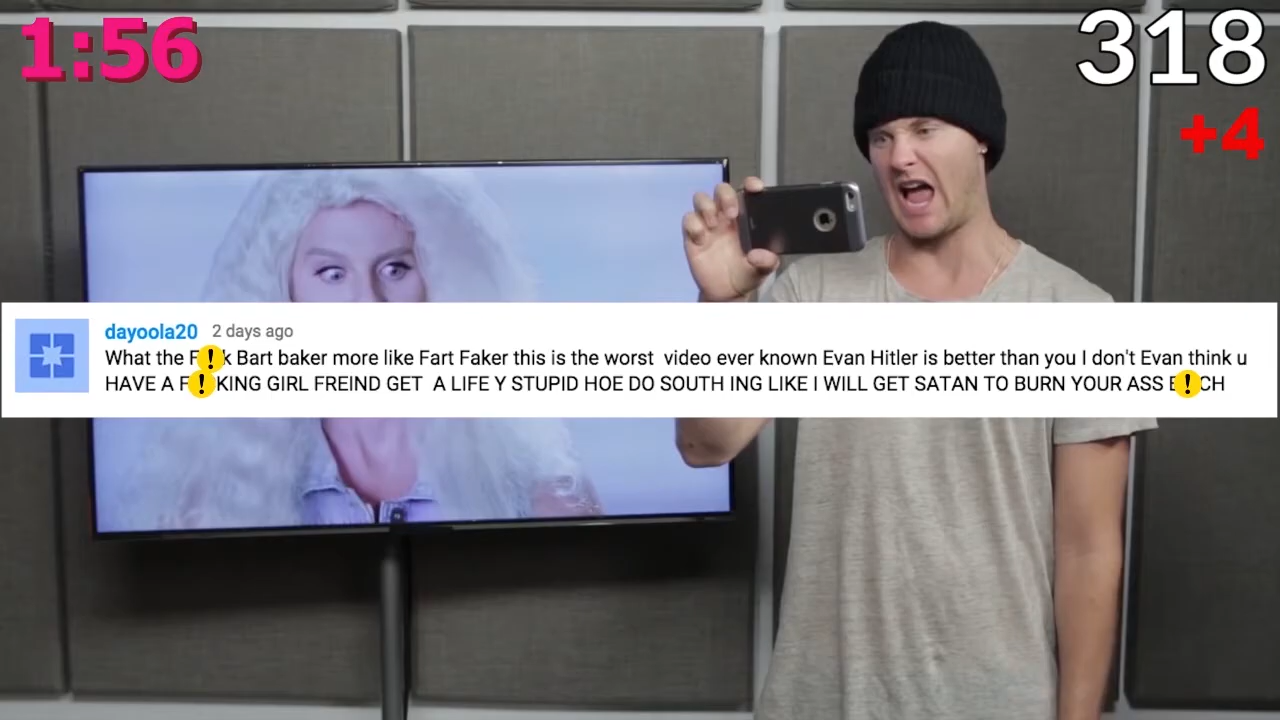 1:56
318
+4
dayoola20 2 days ago
What the F k Bart baker more like Fart Faker this is the worst video ever known Evan Hitler is better than you I don't Evan think u
HAVE A F KING GIRL FREIND GET A LIFE Y STUPID HOE DO SOUTH ING LIKE I WILL GET SATAN TO BURN YOUR ASS B CH